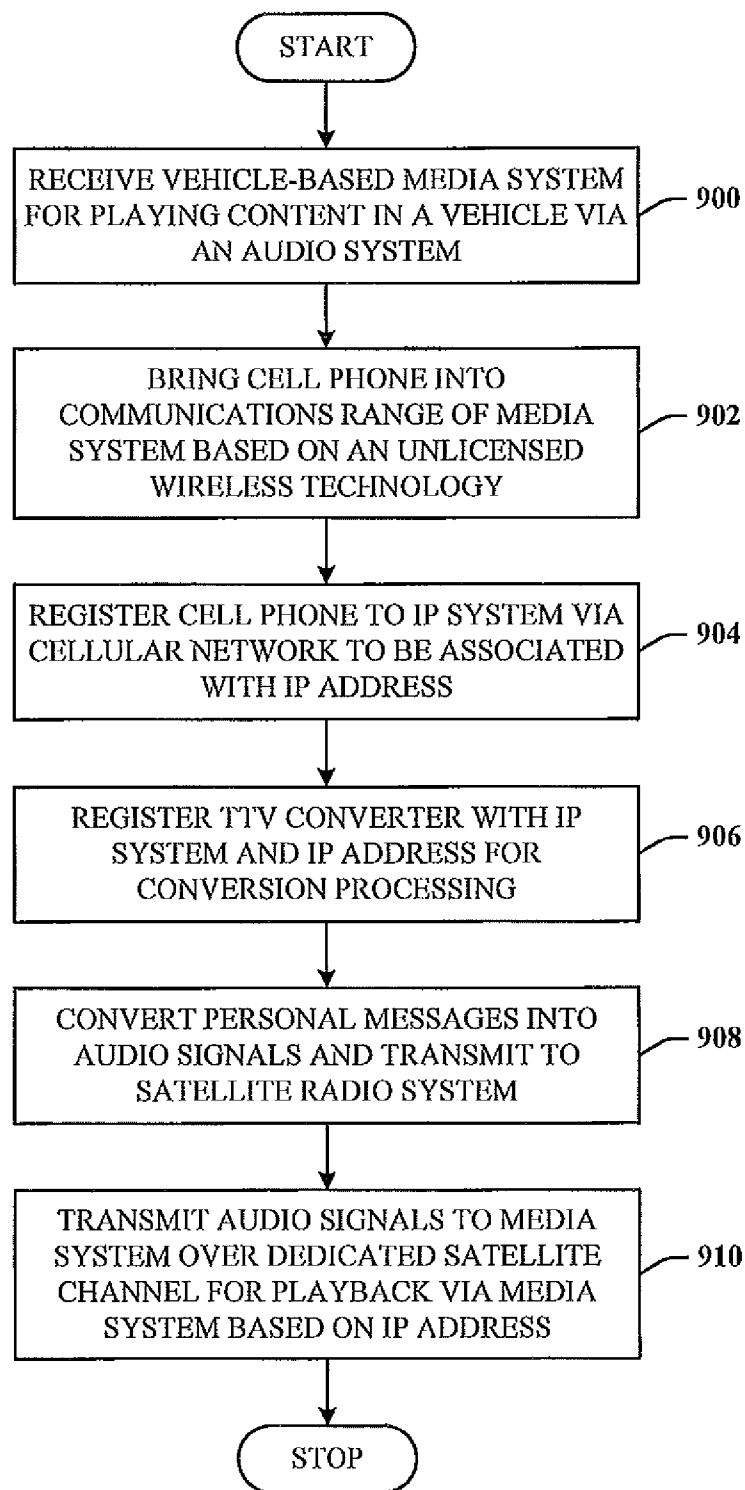 START
RECEIVE VEHICLE-BASED MEDIA SYSTEM
FOR PLAYING CONTENT IN A VEHICLE VIA
AN AUDIO SYSTEM
900
BRING CELL PHONE INTO
COMMUNICATIONS RANGE OF MEDIA
SYSTEM BASED ON AN UNLICENSED
WIRELESS TECHNOLOGY
902
REGISTER CELL PHONE TO IP SYSTEM VIA
CELLULAR NETWORK TO BE ASSOCIATED
WITH IP ADDRESS
904
REGISTER TTV CONVERTER WITH IP
SYSTEM AND IP ADDRESS FOR
CONVERSION PROCESSING
906
CONVERT PERSONAL MESSAGES INTO
AUDIO SIGNALS AND TRANSMIT TO
SATELLITE RADIO SYSTEM
908
TRANSMIT AUDIO SIGNALS TO MEDIA
SYSTEM OVER DEDICATED SATELLITE
CHANNEL FOR PLAYBACK VIA MEDIA
SYSTEM BASED ON IP ADDRESS
910
STOP